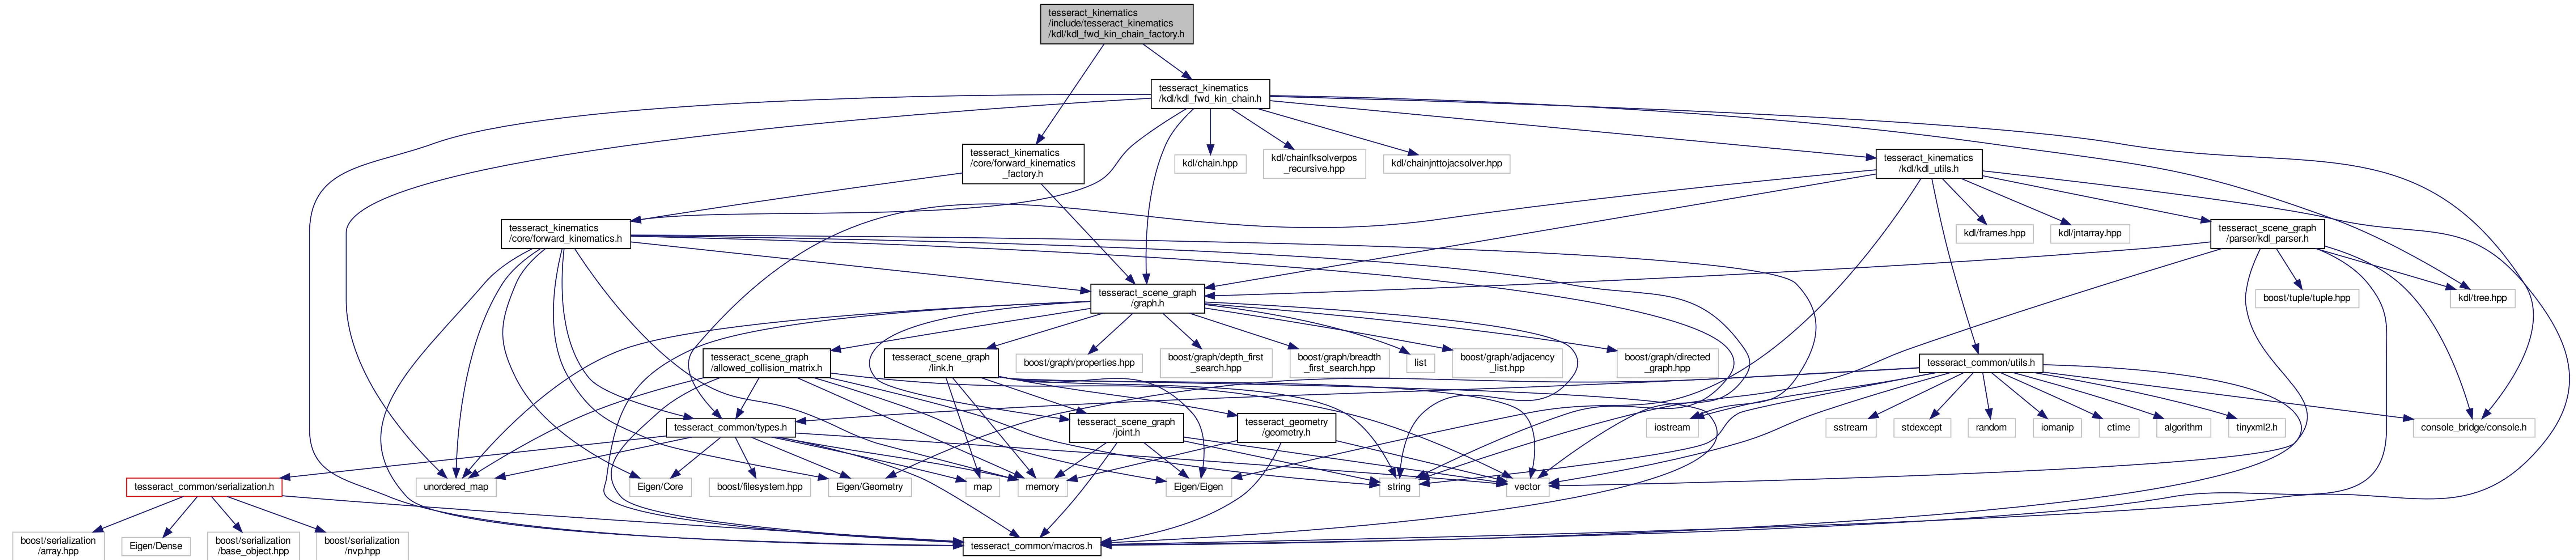 tesseract_kinematics
/include/tesseract_kinematics
/kdl/kdl_fwd_kin_chain_factory.h
tesseract_kinematics
/kdl/kdl_fwd_kin_chain.h
tesseract_kinematics
/core/forward_kinematics
_factory.h
kdl/chain.hpp
kdl/chainfksolverpos
_recursive.hpp
kdl/chainjnttojacsolver.hpp
tesseract_kinematics
/kdl/kdl_utils.h
tesseract_kinematics
/core/forward_kinematics.h
kdl/frames.hpp
kdl/jntarray.hpp
tesseract_scene_graph
/parser/kdl_parser.h
tesseract_scene_graph
/graph.h
boost/tuple/tuple.hpp
kdl/tree.hpp
tesseract_scene_graph
/allowed_collision_matrix.h
tesseract_scene_graph
/link.h
boost/graph/properties.hpp
boost/graph/depth_first
_search.hpp
boost/graph/breadth
_first_search.hpp
list
boost/graph/adjacency
_list.hpp
boost/graph/directed
_graph.hpp
tesseract_common/utils.h
tesseract_common/types.h
tesseract_scene_graph
/joint.h
tesseract_geometry
/geometry.h
iostream
sstream
stdexcept
random
iomanip
ctime
algorithm
tinyxml2.h
console_bridge/console.h
tesseract_common/serialization.h
unordered_map
Eigen/Core
boost/filesystem.hpp
Eigen/Geometry
map
memory
Eigen/Eigen
string
vector
boost/serialization
/array.hpp
Eigen/Dense
boost/serialization
/base_object.hpp
boost/serialization
/nvp.hpp
tesseract_common/macros.h